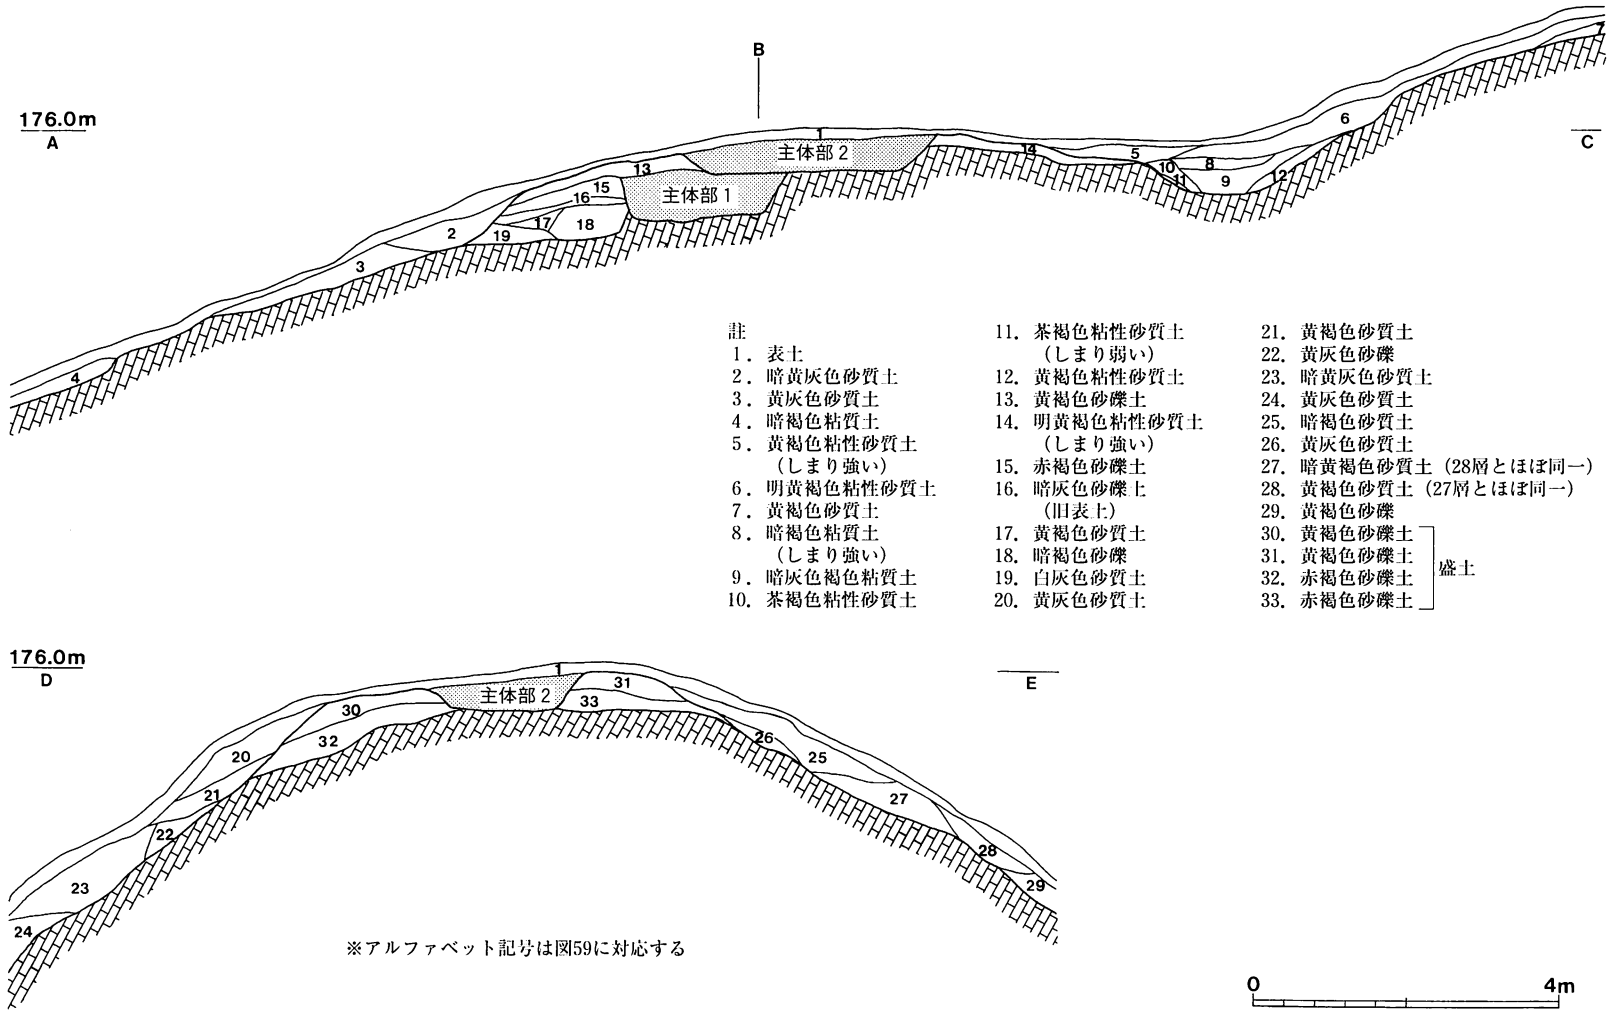 B
176.0m
A
C
1
主体部2
主体部1
13
15
16
17
18
19
2
3
4
14
5
10
11
8
9
12
6
7
註
1. 表土
2. 暗黄灰色砂質土
3. 黄灰色砂質土
4. 暗褐色粘質土
5. 黄褐色粘性砂質土
（しまり強い）
6. 明黄褐色粘性砂質土
7. 黄褐色砂質土
8. 暗褐色粘質土
（しまり強い）
9. 暗灰色褐色粘質土
10. 茶褐色粘性砂質土
11. 茶褐色粘性砂質土
（しまり弱い）
12. 黄褐色粘性砂質土
13. 黄褐色砂礫土
14. 明黄褐色粘性砂質土
（しまり強い）
15. 赤褐色砂礫土
16. 暗灰色砂礫土
（旧表土）
17. 黄褐色砂質土
18. 暗褐色砂礫
19. 白灰色砂質土
20. 黄灰色砂質土
21. 黄褐色砂質土
22. 黄灰色砂礫
23. 暗黄灰色砂質土
24. 黄灰色砂質土
25. 暗褐色砂質土
26. 黄灰色砂質土
27. 暗黄褐色砂質土（28層とほぼ同一）
28. 黄褐色砂質土（27層とほぼ同一）
29. 黄褐色砂礫
30. 黄褐色砂礫土
31. 黄褐色砂礫土
32. 赤褐色砂礫土
33. 赤褐色砂礫土
盛土
176.0m
D
E
1
主体部2
31
33
30
32
20
21
22
23
24
26
25
27
28
29
※アルファベット記号は図59に対応する
0 4m